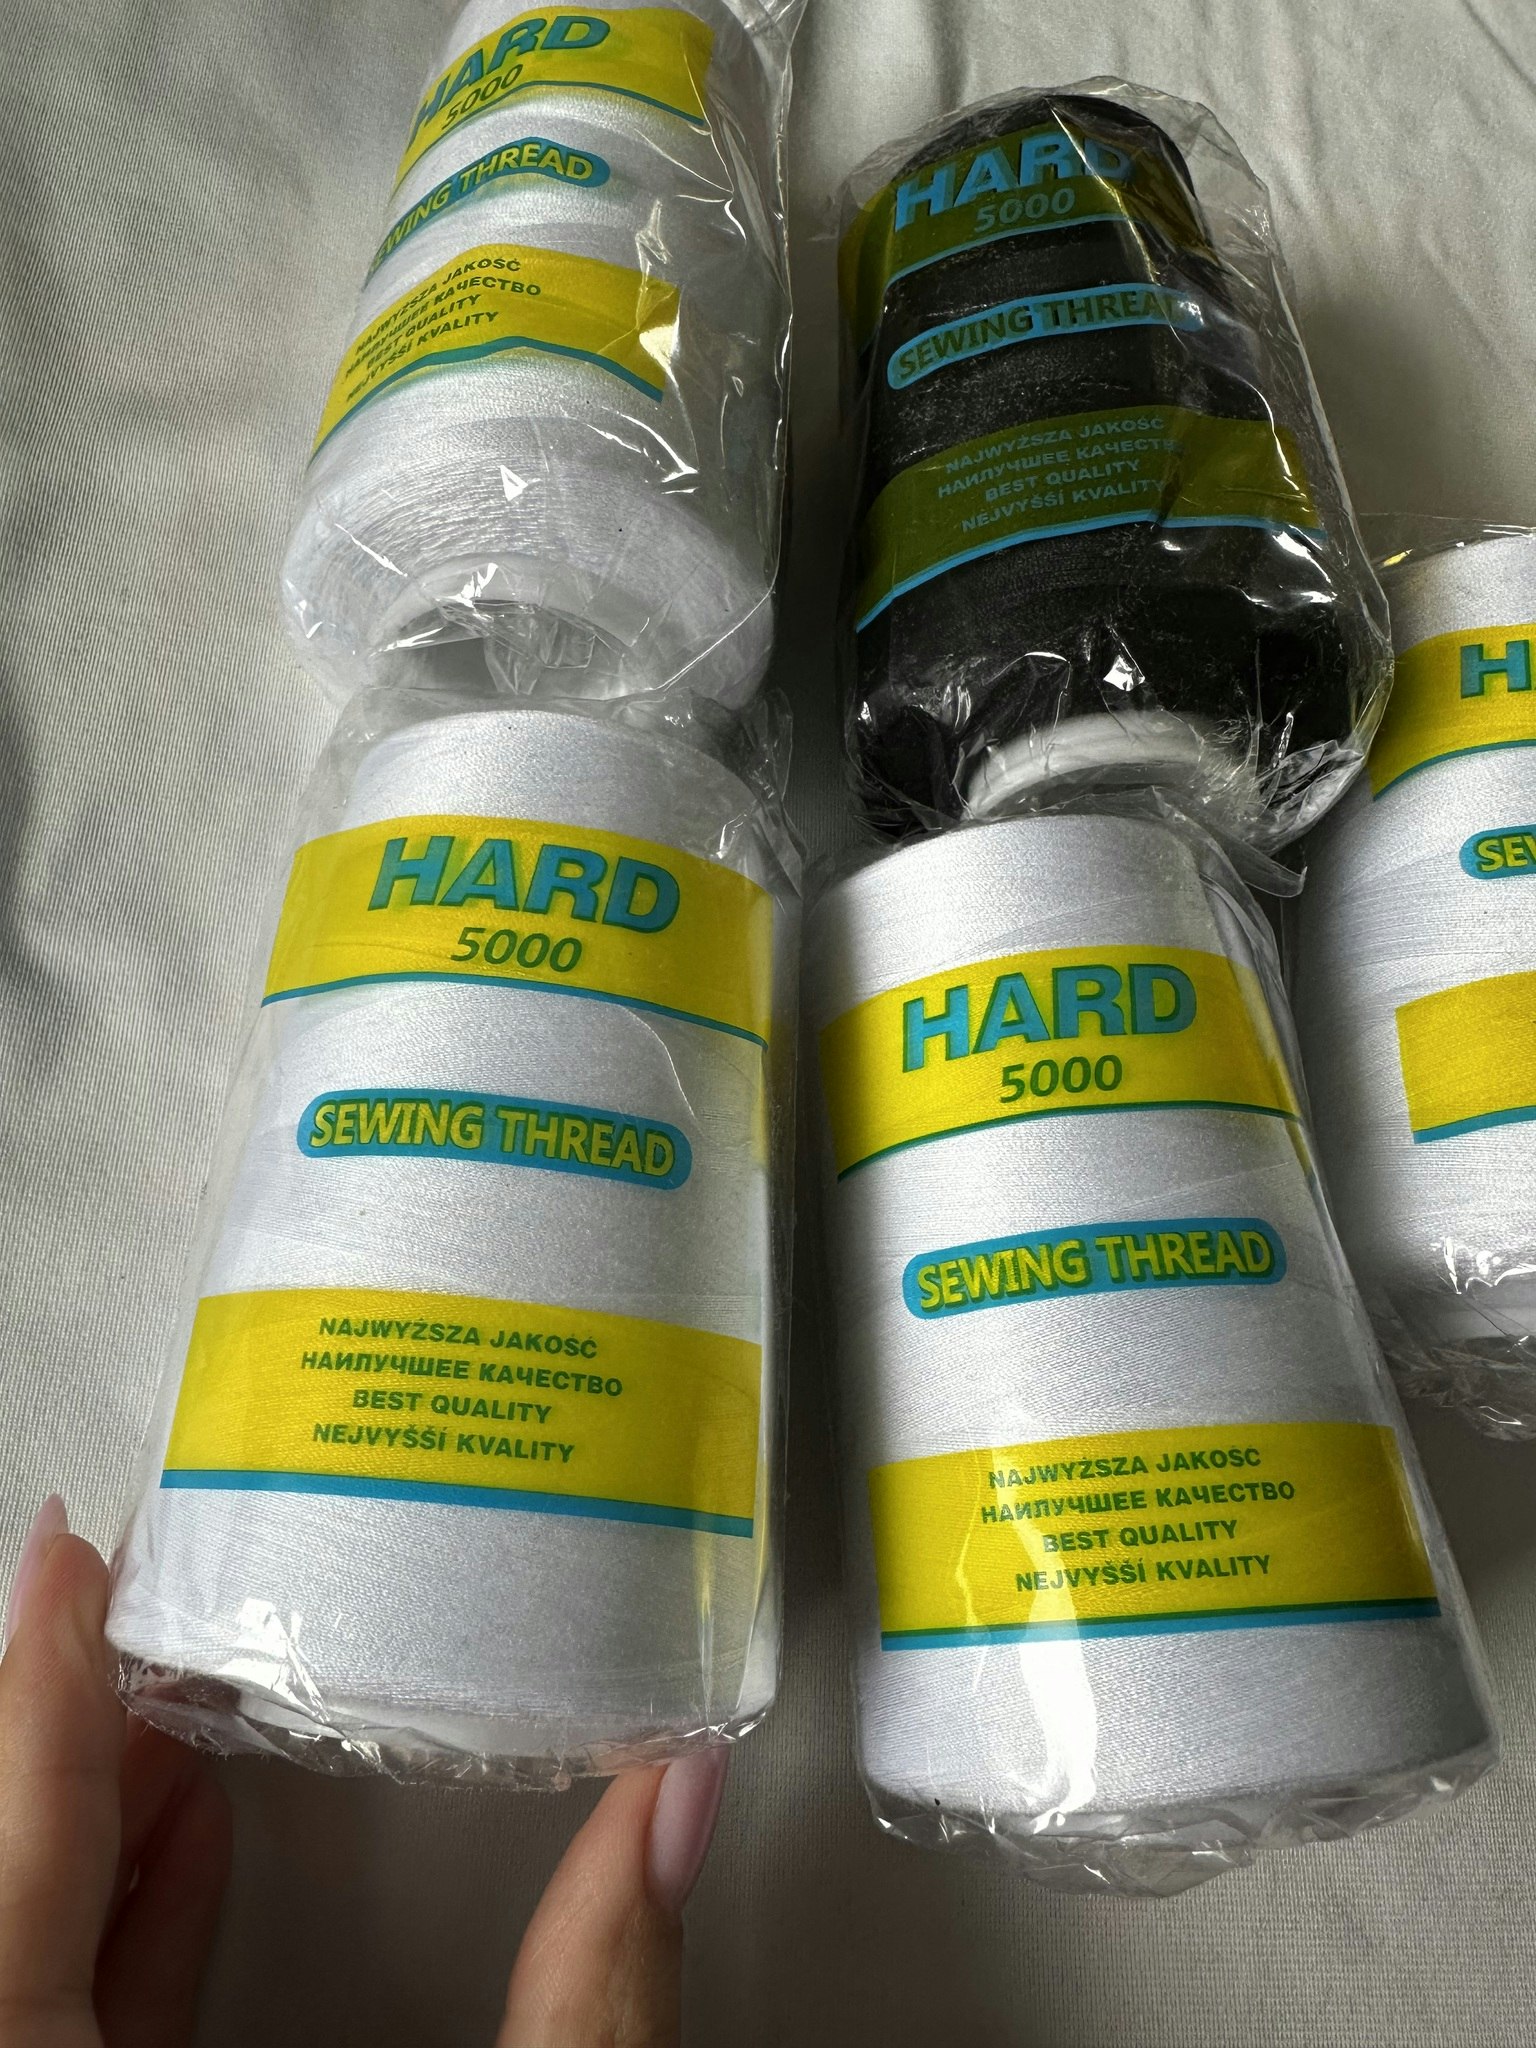 HARD
5000
SEWING THREAD
NAJWYŻSZA JAKOŚĆ
НАИЛУЧШЕЕ КАЧЕСТВО
BEST QUALITY
NEJVYŠŠÍ KVALITY
HARD
5000
SEWING THREAD
NAJWYŻSZA JAKOŚĆ
НАИЛУЧШЕЕ
BEST QUALITY
NEJVYŠŠÍ KVALITY
HARD
5000
SEWING THREAD
NAJWYŻSZA JAKOŚĆ
НАИЛУЧШЕЕ КАЧЕСТВО
BEST QUALITY
NEJVYŠŠÍ KVALITY
HARD
5000
SEWING THREAD
NAJWYŻSZA JAKOŚĆ
НАИЛУЧШЕЕ КАЧЕСТВО
BEST QUALITY
NEJVYŠŠÍ KVALITY